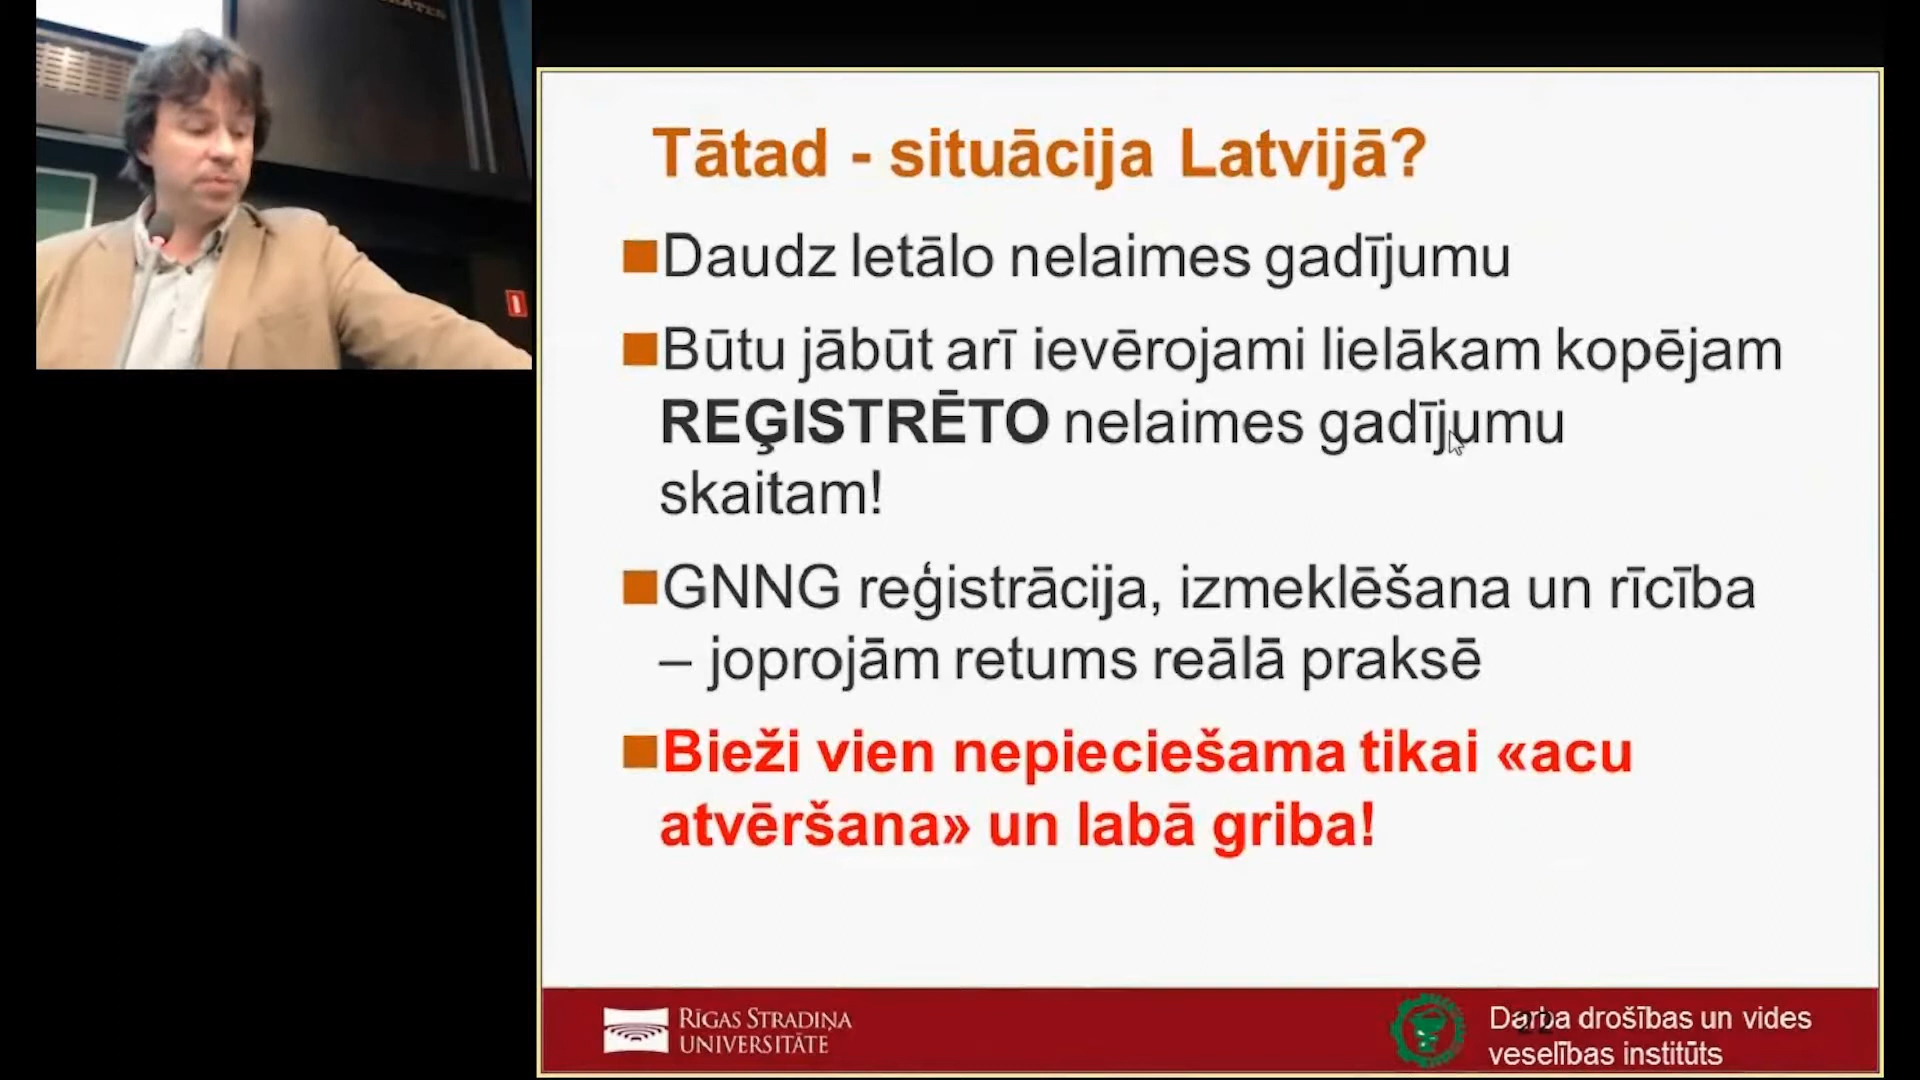 Tātad - situācija Latvijā?
Daudz letālo nelaimes gadījumu
Būtu jābūt arī ievērojami lielākam kopējam
REĢISTRĒTO nelaimes gadījumu
skaitam!
GNNG reģistrācija, izmeklēšana un rīcība
– joprojām retums reālā praksē
Bieži vien nepieciešama tikai «acu
atvēršana» un labā griba!
RĪGAS STRADIŅA
UNIVERSITĀTE
22
Darba drošības un vides
veselības institūts